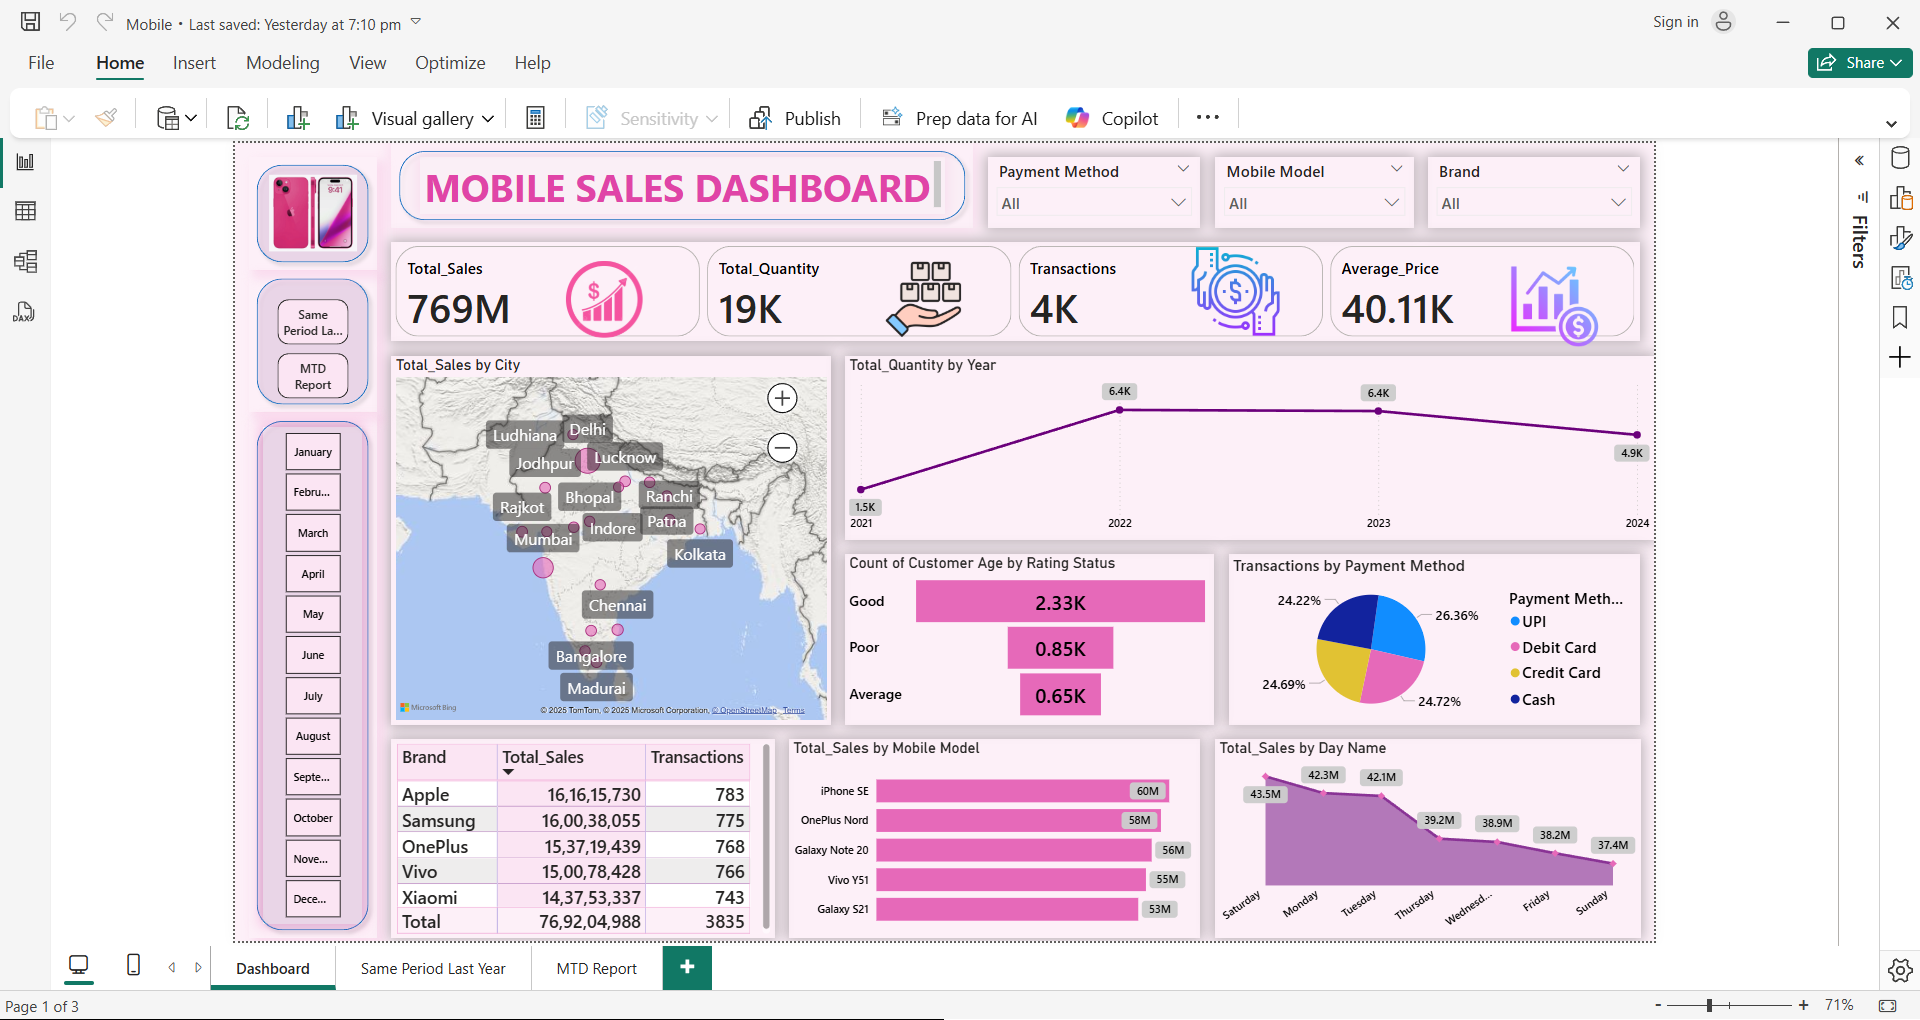 Mobile • Last saved: Yesterday at 7:10 pm
Sign in
File Home Insert Modeling View Optimize Help
Share
Visual gallery
Sensitivity
Publish
Prep data for AI
Copilot
9:41
MOBILE SALES DASHBOARD
Payment Method
All
Mobile Model
All
Brand
All
Filters
DAX
Same
Period La...
MTD
Report
Total_Sales
769M
Total_Quantity
19K
Transactions
4K
Average_Price
40.11K
January
Febru...
March
April
May
June
July
August
Septe...
October
Nove...
Dece...
Total_Sales by City
Ludhiana
Delhi
Jodhpur
Lucknow
Rajkot
Bhopal
Ranchi
Mumbai
Indore
Patna
Kolkata
Chennai
Bangalore
Madurai
Microsoft Bing
© 2025 TomTom, © 2025 Microsoft Corporation, © OpenStreetMap Terms
Total_Quantity by Year
1.5K
6.4K
6.4K
4.9K
2021 2022 2023 2024
Count of Customer Age by Rating Status
Good 2.33K
Poor 0.85K
Average 0.65K
Transactions by Payment Method
24.22%
26.36%
24.69%
24.72%
Payment Meth...
UPI
Debit Card
Credit Card
Cash
Brand Total_Sales Transactions
Apple 16,16,15,730 783
Samsung 16,00,38,055 775
OnePlus 15,37,19,439 768
Vivo 15,00,78,428 766
Xiaomi 14,37,53,337 743
Total 76,92,04,988 3835
Total_Sales by Mobile Model
iPhone SE 60M
OnePlus Nord 58M
Galaxy Note 20 56M
Vivo Y51 55M
Galaxy S21 53M
Total_Sales by Day Name
43.5M
42.3M
42.1M
39.2M
38.9M
38.2M
37.4M
Saturday Monday Tuesday Thursday Wednesd... Friday Sunday
Dashboard
Same Period Last Year
MTD Report
Page 1 of 3
71%